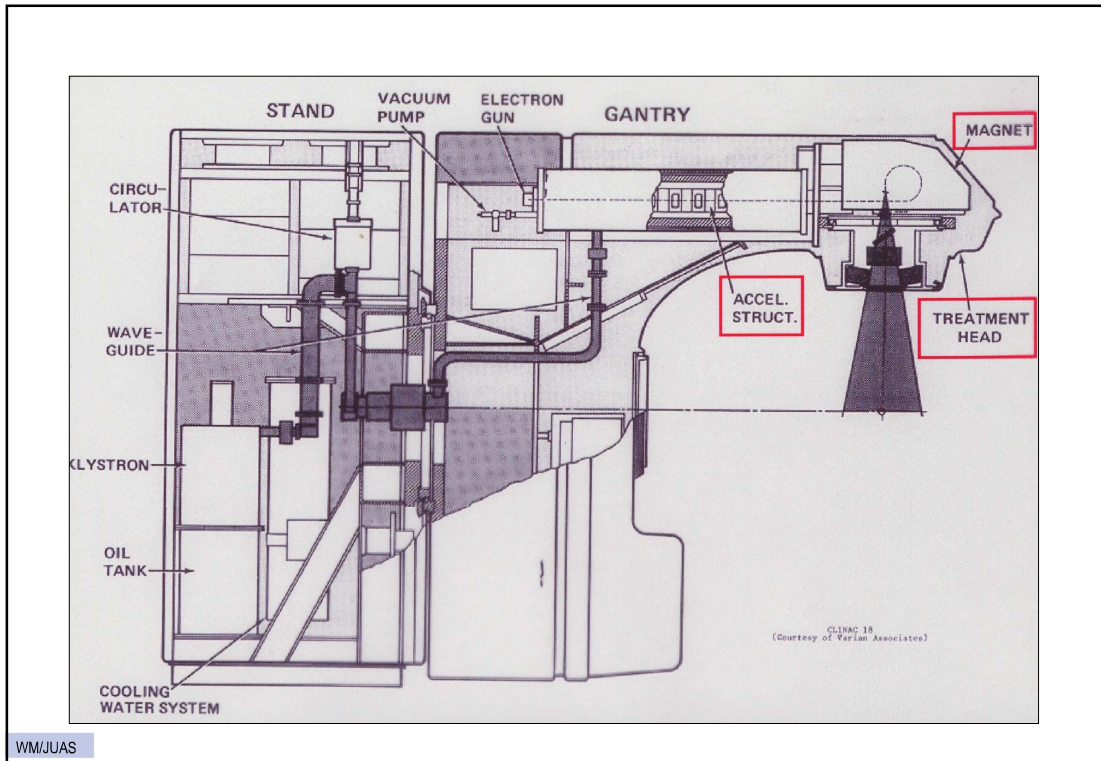 STAND
VACUUM
PUMP
ELECTRON
GUN
GANTRY
MAGNET
CIRCU-
LATOR
ACCEL.
STRUCT.
TREATMENT
HEAD
WAVE-
GUIDE
KLYSTRON
OIL
TANK
CLINAC 18
(Courtesy of Varian Associates)
COOLING
WATER SYSTEM
WM/JUAS